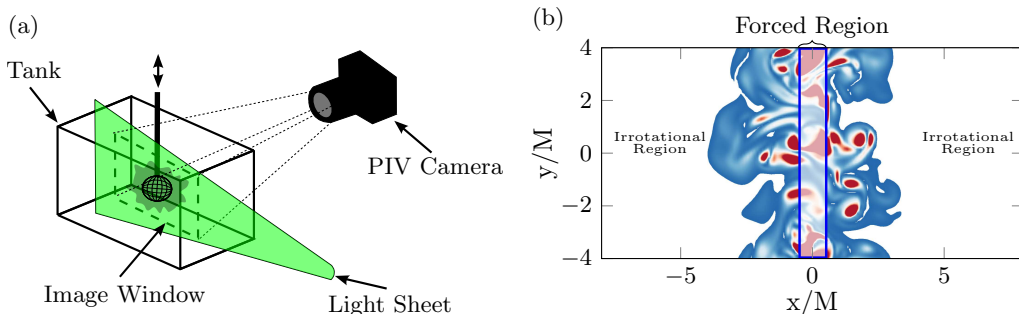 (a)
Tank
PIV Camera
Image Window
Light Sheet
(b)
Forced Region
4
2
0
−2
−4
y/M
Irrotational
Region
Irrotational
Region
−5
0
5
x/M